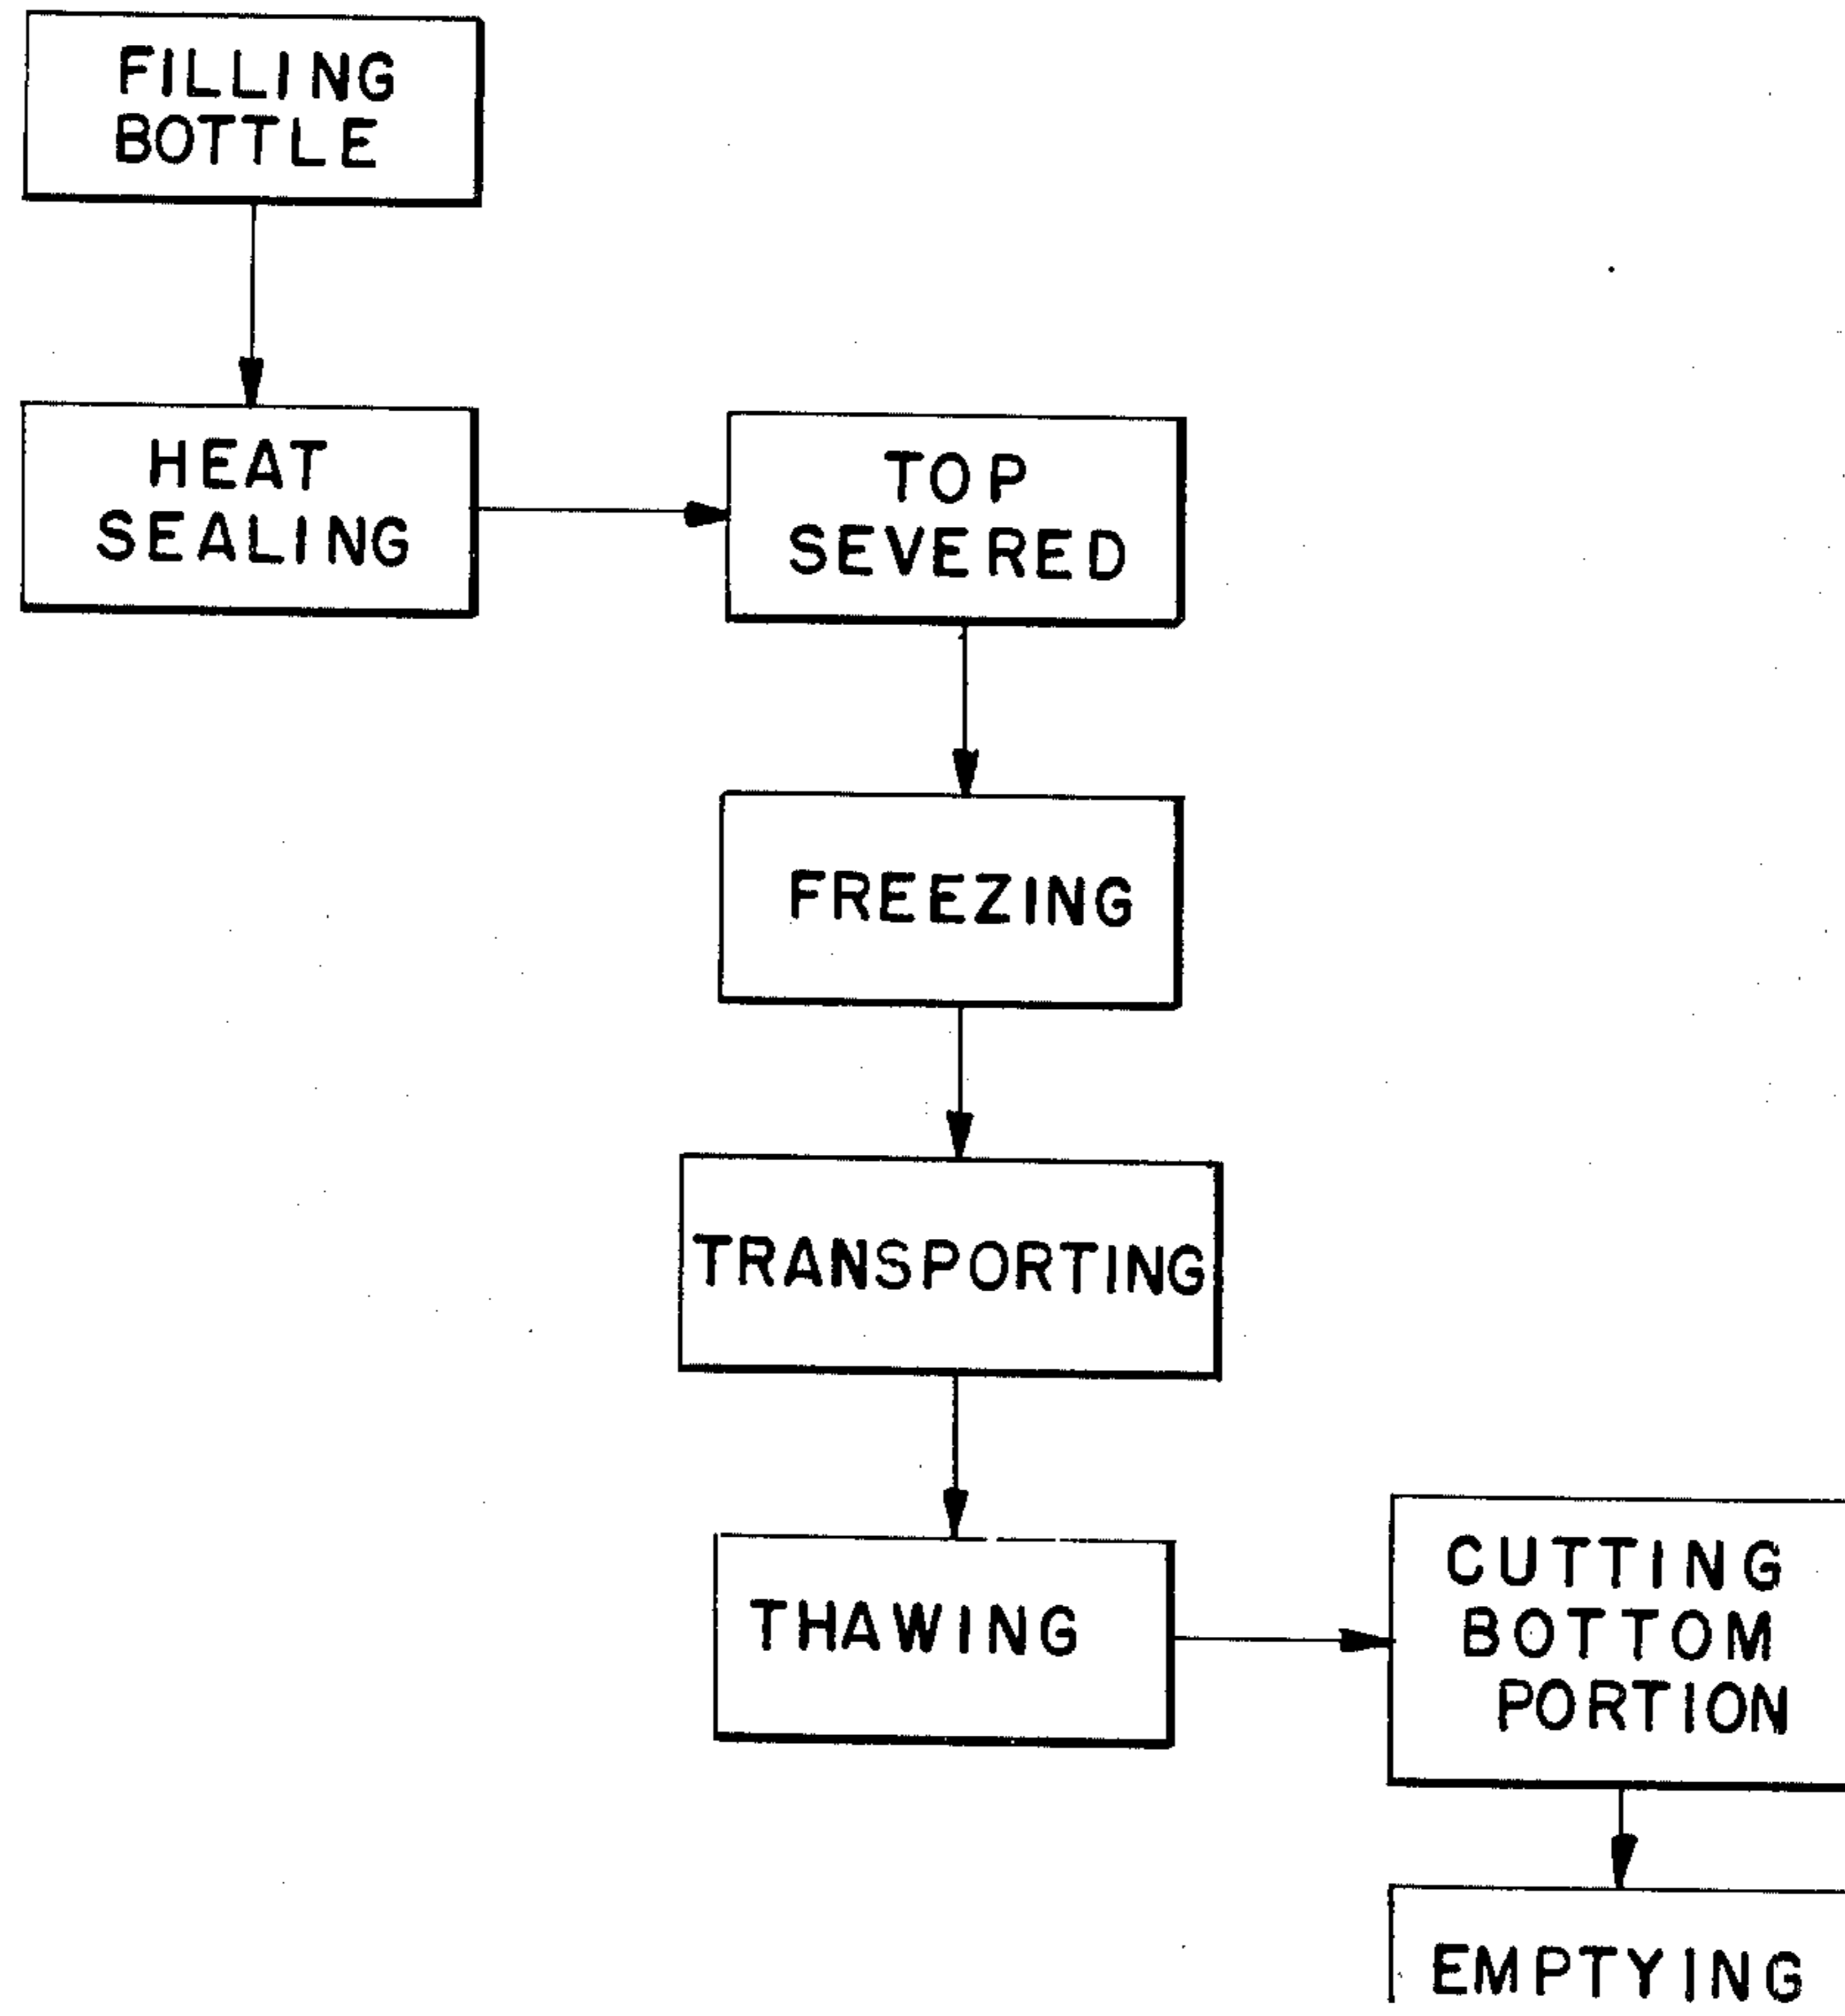 FILLING
BOTTLE
HEAT
SEALING
TOP
SEVERED
FREEZING
TRANSPORTING
THAWING
CUTTING
BOTTOM
PORTION
EMPTYING